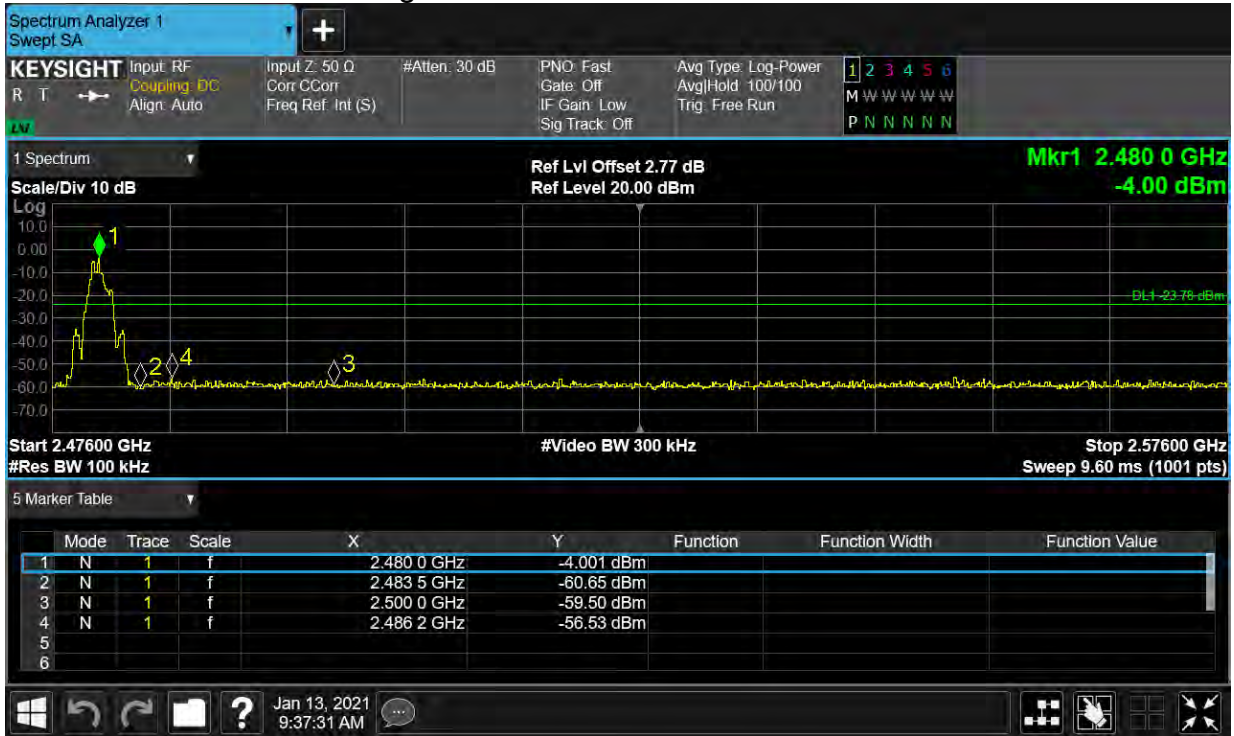 Spectrum Analyzer 1
Swept SA
+
KEYSIGHT Input: RF Input Z: 50 Ω #Atten: 30 dB PNO: Fast Avg Type: Log-Power 1 2 3 4 5 6
R T Coupling: DC Corr CCorr Gate: Off Avg|Hold: 100/100 M W W W W W W
Align: Auto Freq Ref: Int (S) IF Gain: Low Trig: Free Run P N N N N N N
Sig Track: Off
1 Spectrum Ref Lvl Offset 2.77 dB Mkr1 2.480 0 GHz
Scale/Div 10 dB Ref Level 20.00 dBm -4.00 dBm
Log
10.0
0.00
-10.0
-20.0
-30.0
-40.0
-50.0
-60.0
-70.0
1
2
4
3
DL1 -23.78 dBm
Start 2.47600 GHz #Video BW 300 kHz Stop 2.57600 GHz
#Res BW 100 kHz Sweep 9.60 ms (1001 pts)
5 Marker Table
Mode Trace Scale X Y Function Function Width Function Value
1 N 1 f 2.480 0 GHz -4.001 dBm
2 N 1 f 2.483 5 GHz -60.65 dBm
3 N 1 f 2.500 0 GHz -59.50 dBm
4 N 1 f 2.486 2 GHz -56.53 dBm
5
6
? Jan 13, 2021
9:37:31 AM